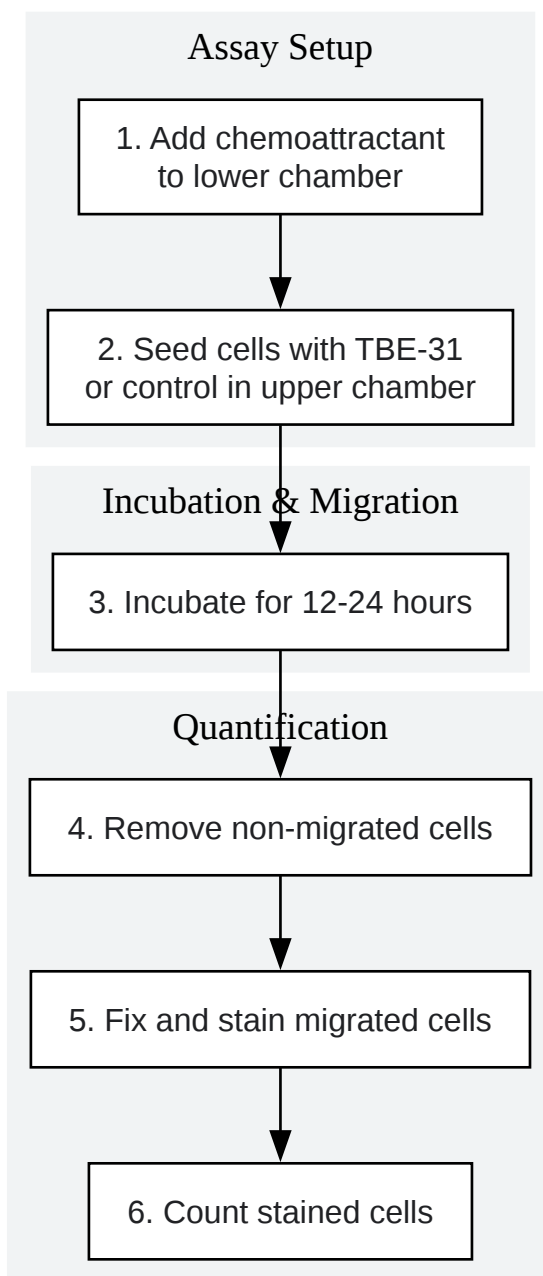 Assay Setup
1. Add chemoattractant
to lower chamber
2. Seed cells with TBE-31
or control in upper chamber
Incubation & Migration
3. Incubate for 12-24 hours
Quantification
4. Remove non-migrated cells
5. Fix and stain migrated cells
6. Count stained cells